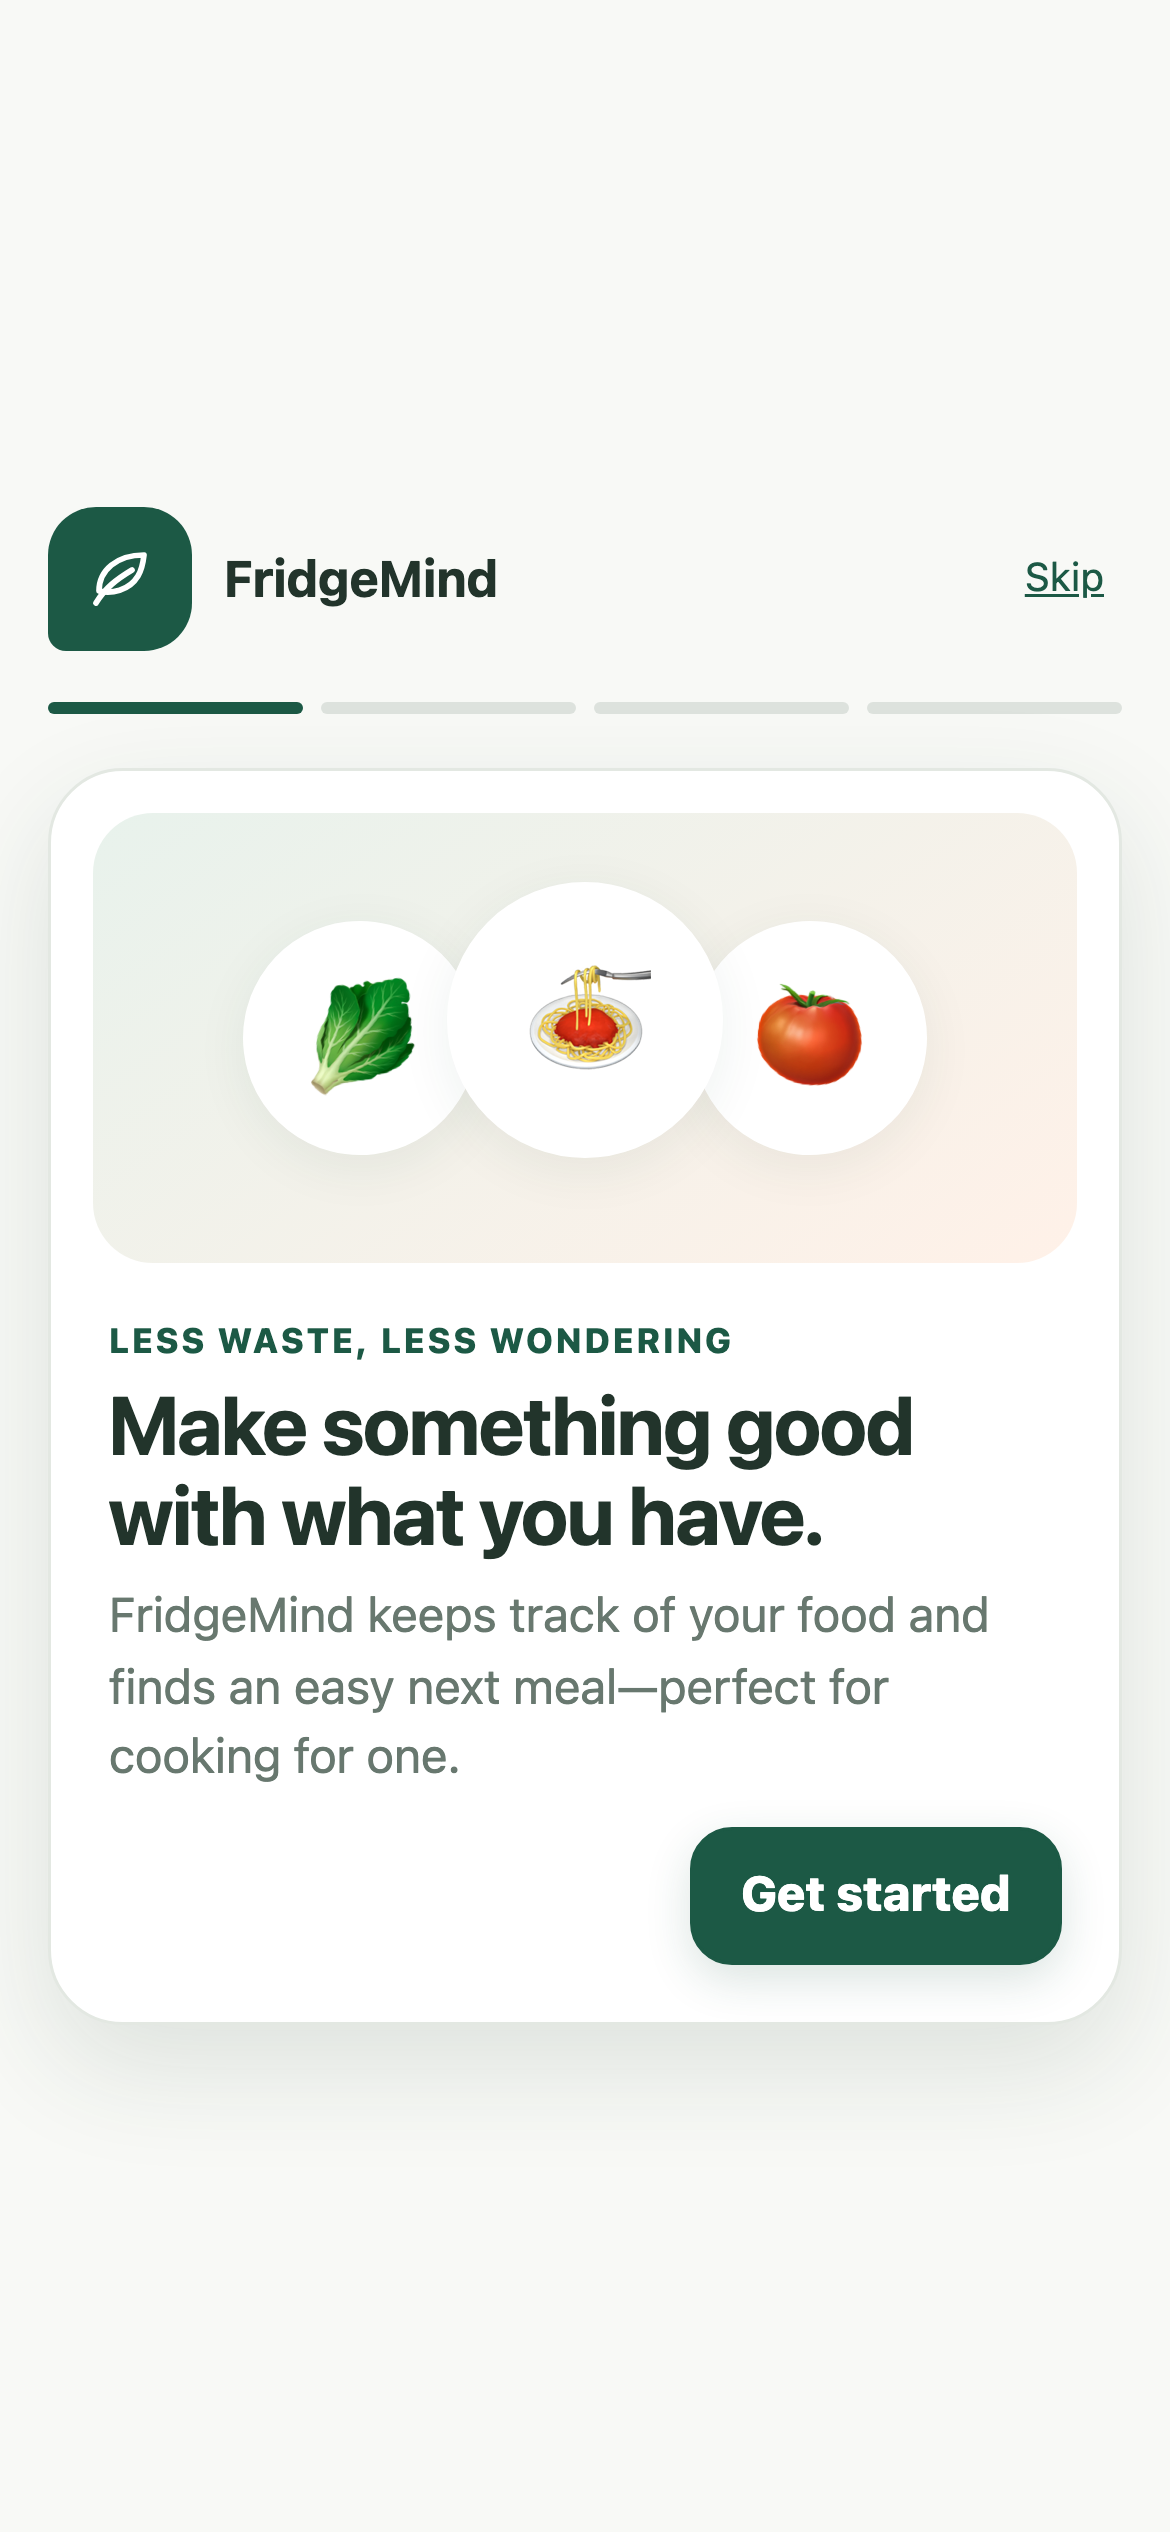 FridgeMind
Skip
LESS WASTE, LESS WONDERING
Make something good
with what you have.
FridgeMind keeps track of your food and
finds an easy next meal—perfect for
cooking for one.
Get started